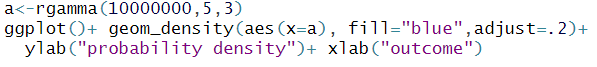 a<-rgamma(10000000,5,3)
ggplot()+ geom_density(aes(x=a), fill="blue",adjust=.2)+
ylab("probability density")+ xlab("outcome")